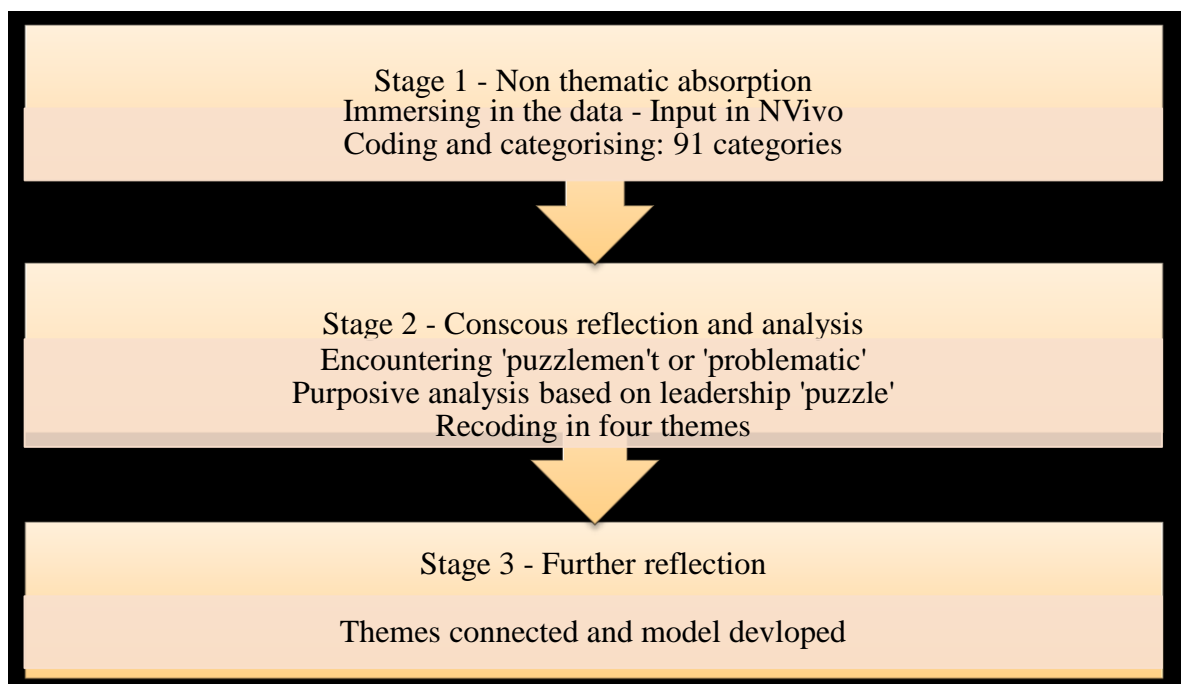 Stage 1 - Non thematic absorption
Immersing in the data - Input in NVivo
Coding and categorising: 91 categories
Stage 2 - Conscous reflection and analysis
Encountering 'puzzlemen't or 'problematic'
Purposive analysis based on leadership 'puzzle'
Recoding in four themes
Stage 3 - Further reflection
Themes connected and model devloped